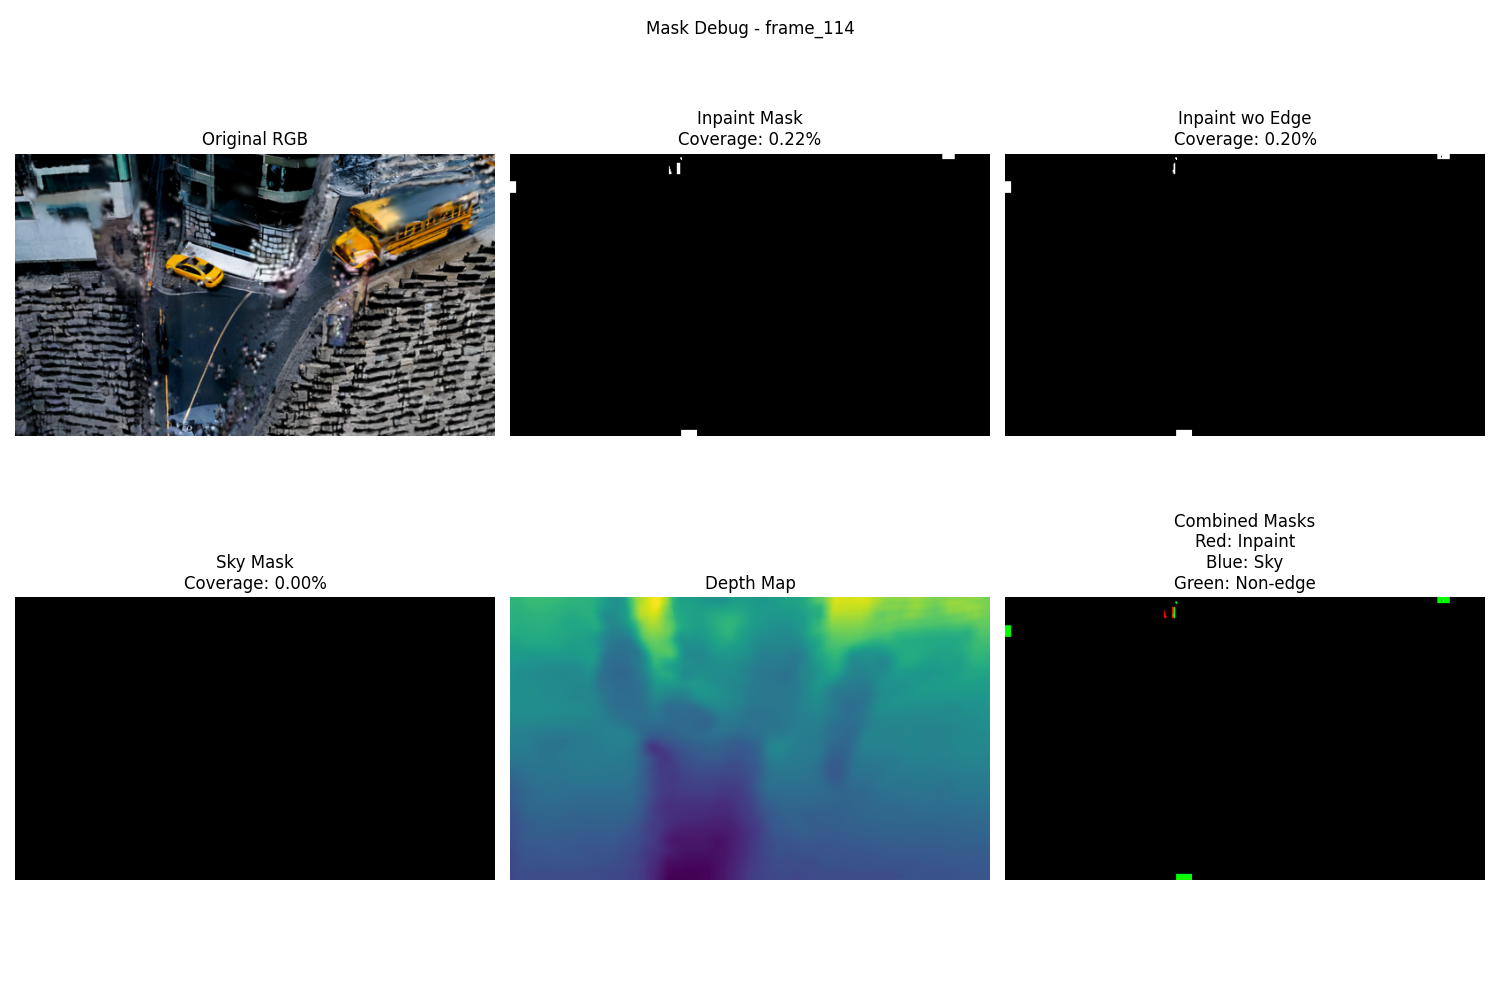 Mask Debug - frame_114
Original RGB
Inpaint Mask
Coverage: 0.22%
Inpaint wo Edge
Coverage: 0.20%
Sky Mask
Coverage: 0.00%
Depth Map
Combined Masks
Red: Inpaint
Blue: Sky
Green: Non-edge